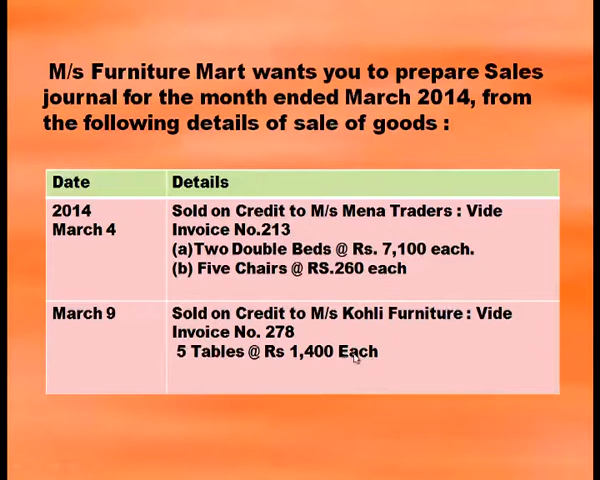 M/s Furniture Mart wants you to prepare Sales
journal for the month ended March 2014, from
the following details of sale of goods :
Date Details
2014 Sold on Credit to M/s Mena Traders : Vide
March 4 Invoice No.213
(a)Two Double Beds @ Rs. 7,100 each.
(b) Five Chairs @ RS.260 each
March 9 Sold on Credit to M/s Kohli Furniture : Vide
Invoice No. 278
5 Tables @ Rs 1,400 Each